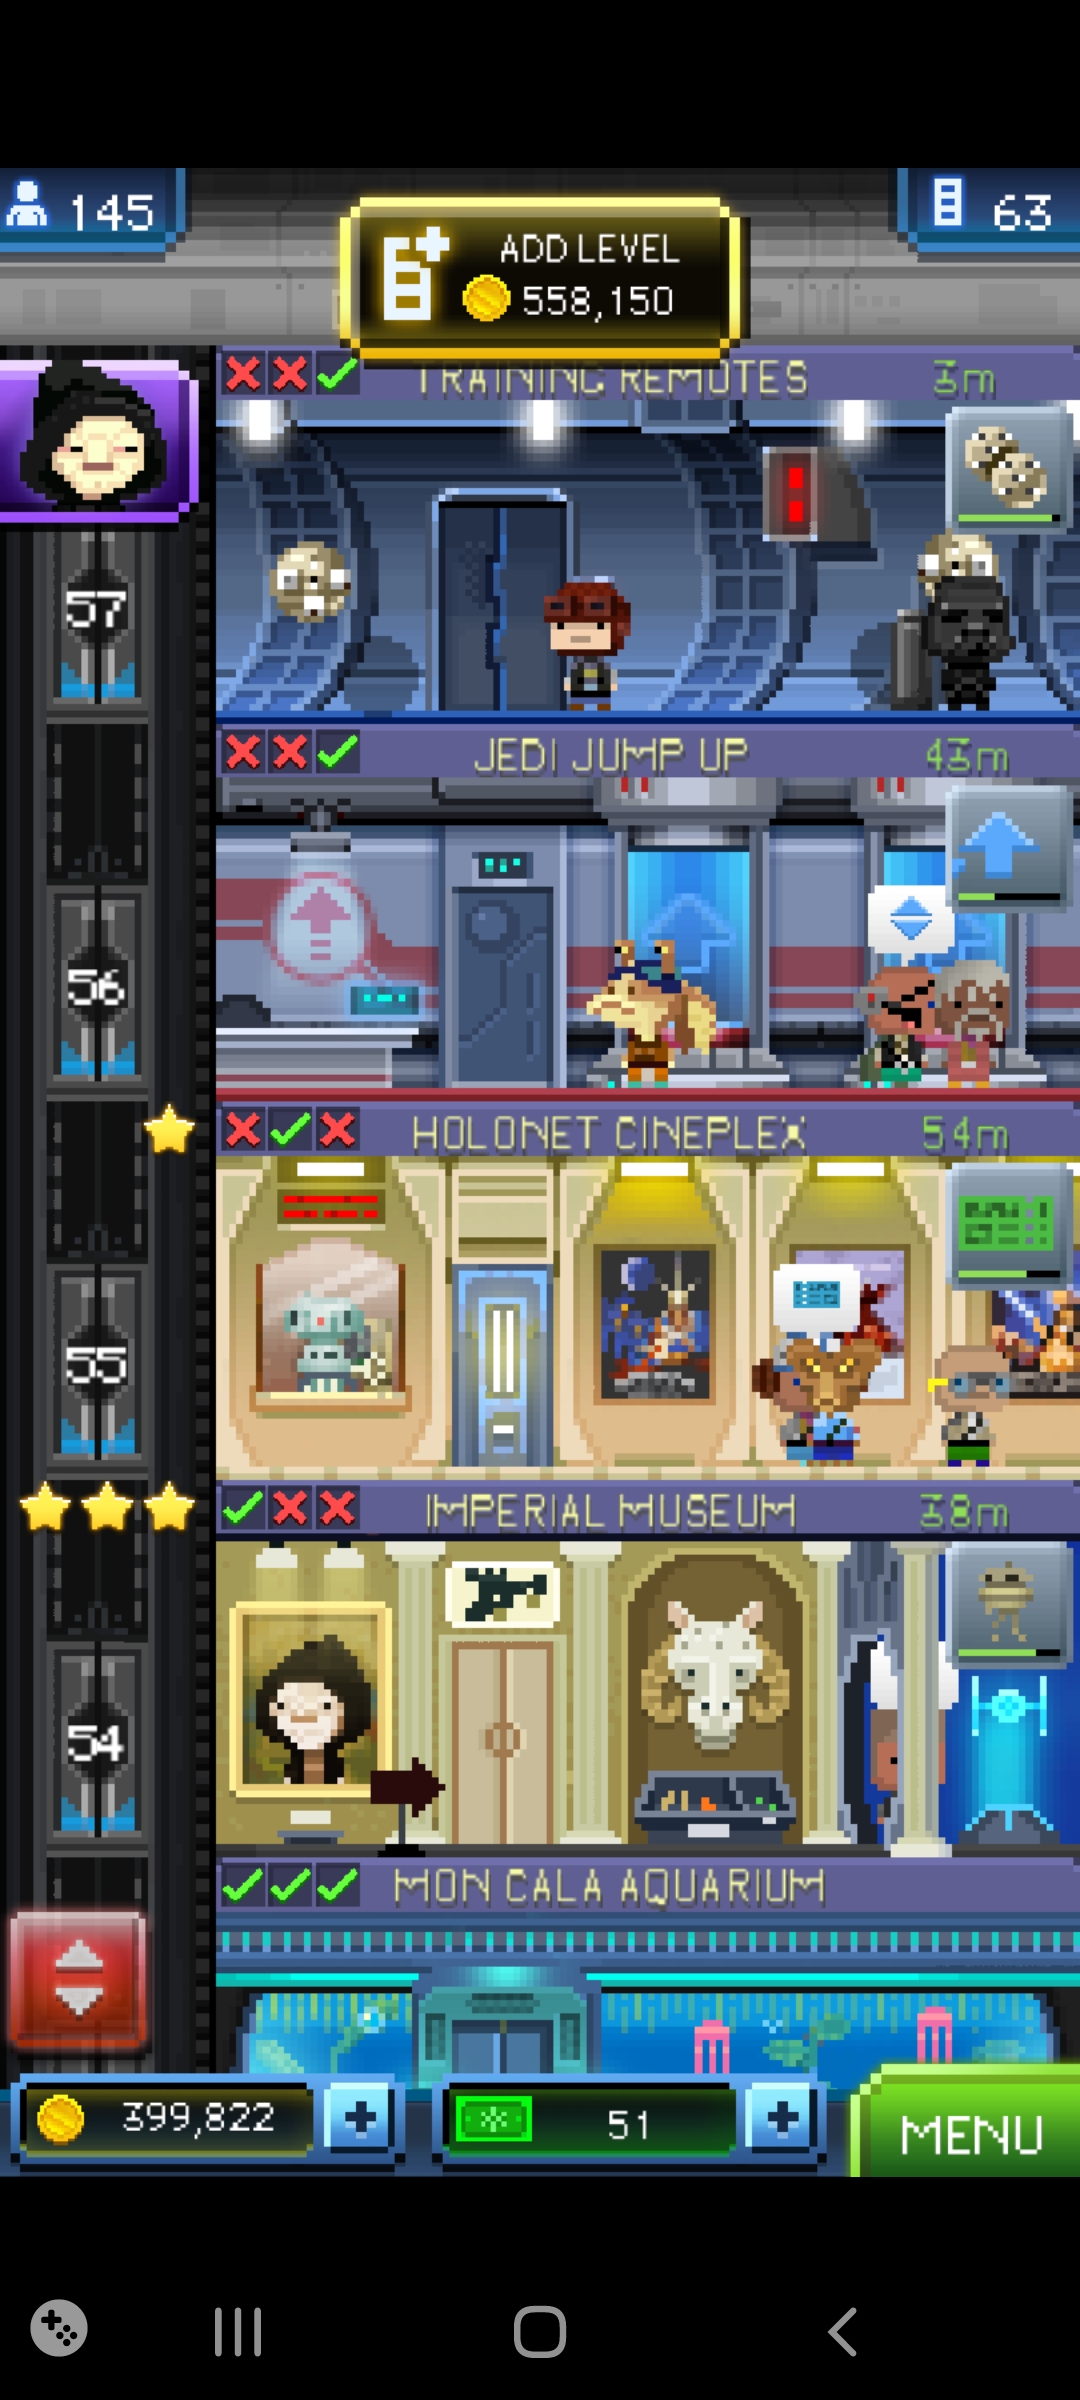 145
ADD LEVEL
558,150
63
TRAINING REMOTES
3m
57
JEDI JUMP UP
43m
56
HOLONET CINEPLEX
54m
55
IMPERIAL MUSEUM
38m
54
MON CALA AQUARIUM
399,822
51
MENU